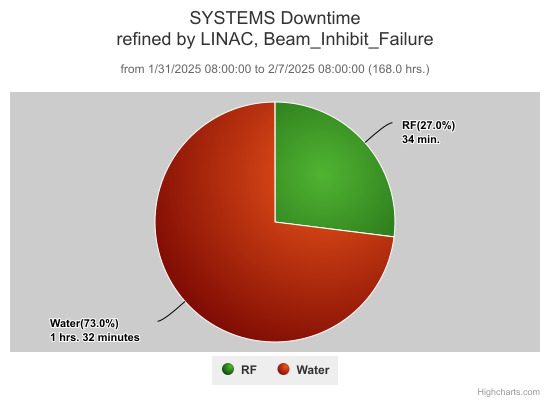 SYSTEMS Downtime
refined by LINAC, Beam_Inhibit_Failure
from 1/31/2025 08:00:00 to 2/7/2025 08:00:00 (168.0 hrs.)
RF(27.0%)
34 min.
Water(73.0%)
1 hrs. 32 minutes
RF
Water
Highcharts.com